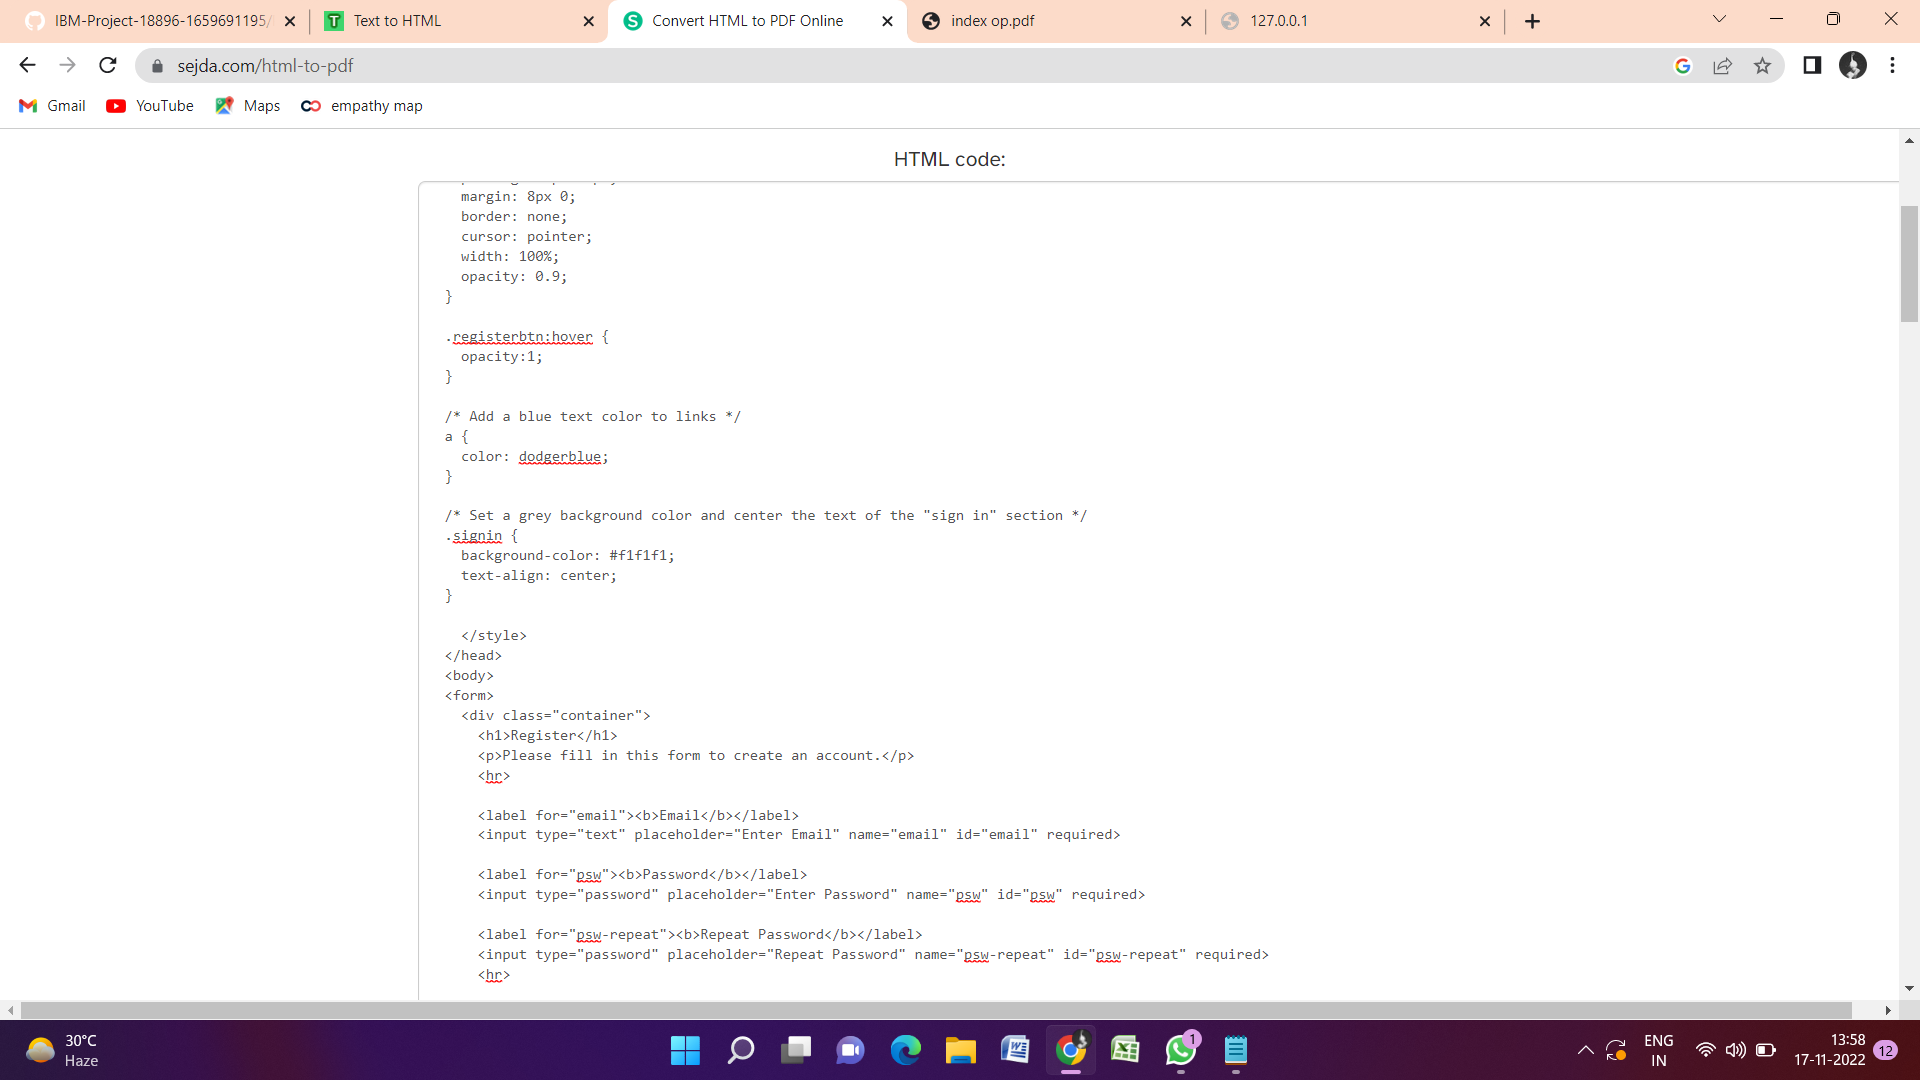 IBM-Project-18896-1659691195/
Text to HTML
Convert HTML to PDF Online
index op.pdf
127.0.0.1
sejda.com/html-to-pdf
Gmail
YouTube
Maps
empathy map
HTML code:
margin: 8px 0;
border: none;
cursor: pointer;
width: 100%;
opacity: 0.9;
}
.registerbtn:hover {
opacity:1;
}
/* Add a blue text color to links */
a {
color: dodgerblue;
}
/* Set a grey background color and center the text of the "sign in" section */
.signin {
background-color: #f1f1f1;
text-align: center;
}
</style>
</head>
<body>
<form>
<div class="container">
<h1>Register</h1>
<p>Please fill in this form to create an account.</p>
<hr>
<label for="email"><b>Email</b></label>
<input type="text" placeholder="Enter Email" name="email" id="email" required>
<label for="psw"><b>Password</b></label>
<input type="password" placeholder="Enter Password" name="psw" id="psw" required>
<label for="psw-repeat"><b>Repeat Password</b></label>
<input type="password" placeholder="Repeat Password" name="psw-repeat" id="psw-repeat" required>
<hr>
30°C
Haze
1
ENG
IN
13:58
17-11-2022
12